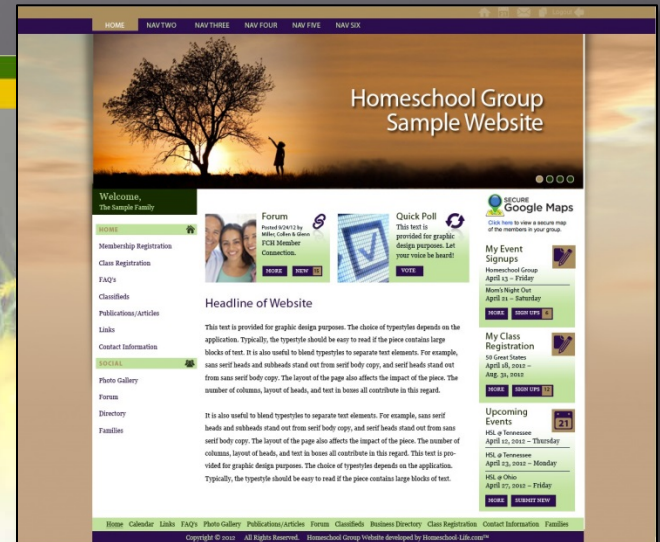 Logout
HOME NAV TWO NAV THREE NAV FOUR NAV FIVE NAV SIX
Homeschool Group
Sample Website
Welcome,
The Sample Family
HOME
Membership Registration
Class Registration
FAQ's
Classifieds
Publications/Articles
Links
Contact Information
SOCIAL
Photo Gallery
Forum
Directory
Families
Forum
Posted 9/24/12 by
Miller, Collen & Glenn
FCH Member
Connection.
MORE NEW 11
Quick Poll
This text is
provided for graphic
design purposes. Let
your voice be heard!
VOTE
Headline of Website
This text is provided for graphic design purposes. The choice of typestyles depends on the
application. Typically, the typestyle should be easy to read if the piece contains large
blocks of text. It is also useful to blend typestyles to separate text elements. For example,
sans serif heads and subheads stand out from serif body copy, and serif heads stand out
from sans serif body copy. The layout of the page also affects the impact of the piece. The
number of columns, layout of heads, and text in boxes all contribute in this regard.
It is also useful to blend typestyles to separate text elements. For example, sans serif
heads and subheads stand out from serif body copy, and serif heads stand out from sans
serif body copy. The layout of the page also affects the impact of the piece. The number of
columns, layout of heads, and text in boxes all contribute in this regard. This text is pro-
vided for graphic design purposes. The choice of typestyles depends on the application.
Typically, the typestyle should be easy to read if the piece contains large blocks of text.
SECURE
Google Maps
Click here to view a secure map
of the members in your group.
My Event
Signups
Homeschool Group
April 13 – Friday
Mom's Night Out
April 21 – Saturday
MORE SIGN UPS 6
My Class
Registration
50 Great States
April 18, 2012 –
Aug. 31, 2012
MORE SIGN UPS 12
Upcoming
Events
21
HSL @ Tennessee
April 12, 2012 – Thursday
HSL @ Tennessee
April 23, 2012 – Monday
HSL @ Ohio
April 27, 2012 – Friday
MORE SUBMIT NEW
Home Calendar Links FAQ's Photo Gallery Publications/Articles Forum Classifieds Business Directory Class Registration Contact Information Families
Copyright © 2012 All Rights Reserved. Homeschool Group Website developed by Homeschool-Life.com™